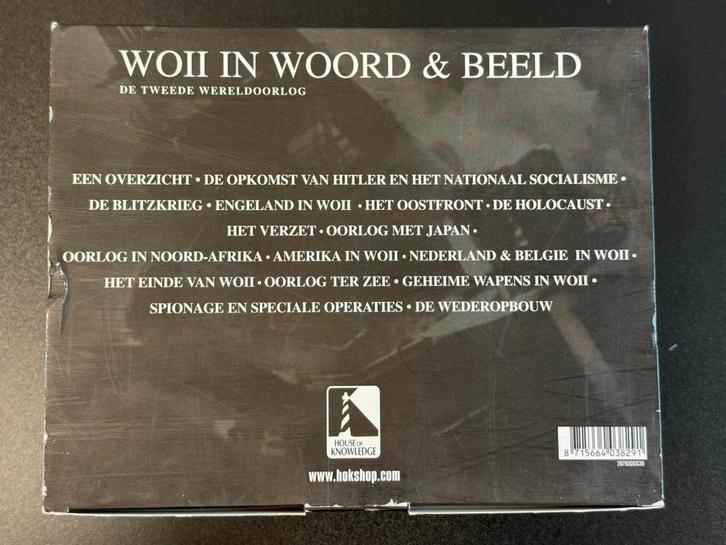 WOII IN WOORD & BEELD
DE TWEEDE WERELDOORLOG
EEN OVERZICHT • DE OPKOMST VAN HITLER EN HET NATIONAAL SOCIALISME •
DE BLITZKRIEG • ENGELAND IN WOII • HET OOSTFRONT • DE HOLOCAUST •
HET VERZET • OORLOG MET JAPAN •
OORLOG IN NOORD-AFRIKA • AMERIKA IN WOII • NEDERLAND & BELGIE IN WOII •
HET EINDE VAN WOII • OORLOG TER ZEE • GEHEIME WAPENS IN WOII •
SPIONAGE EN SPECIALE OPERATIES • DE WEDEROPBOUW
HOUSE OF
KNOWLEDGE
www.hokshop.com
8 715664 038291